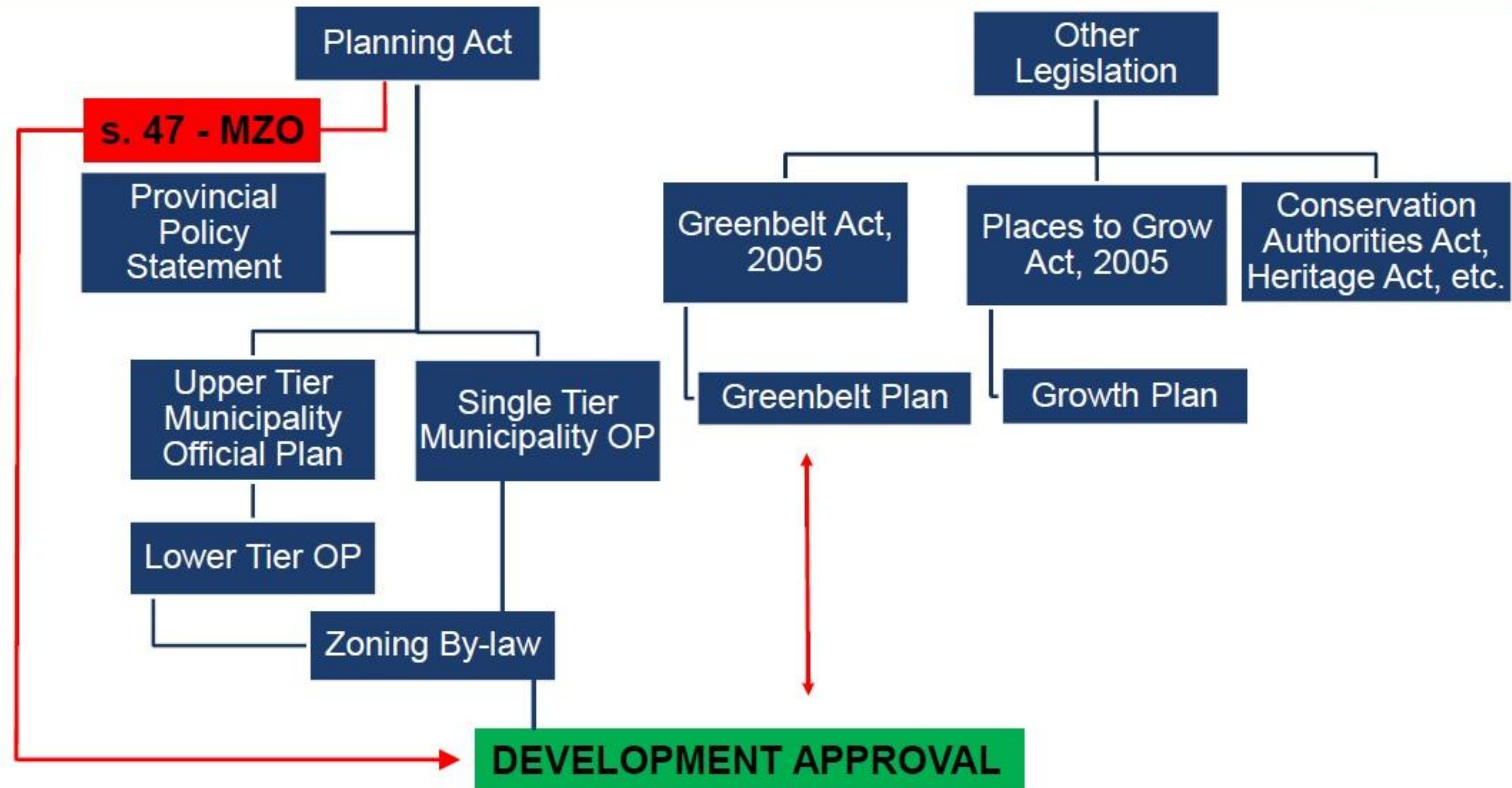 Planning Act
s. 47 - MZO
Provincial
Policy
Statement
Upper Tier
Municipality
Official Plan
Single Tier
Municipality OP
Lower Tier OP
Zoning By-law
Other
Legislation
Greenbelt Act,
2005
Places to Grow
Act, 2005
Conservation
Authorities Act,
Heritage Act, etc.
Greenbelt Plan
Growth Plan
DEVELOPMENT APPROVAL